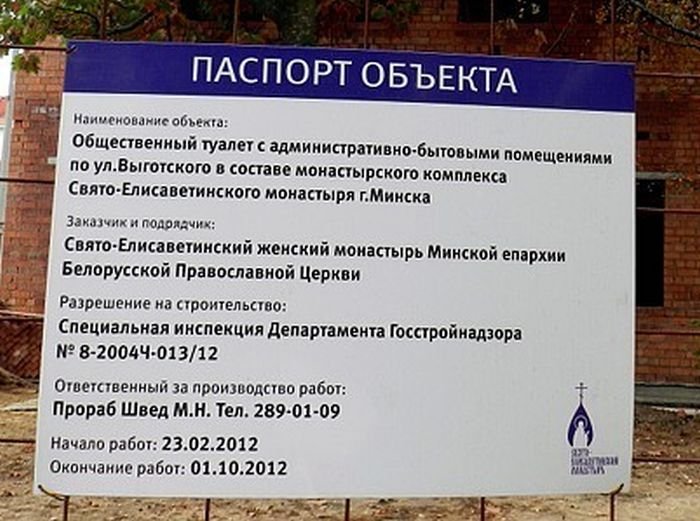 ПАСПОРТ ОБЪЕКТА
Наименование объекта:
Общественный туалет с административно-бытовыми помещениями
по ул.Выготского в составе монастырского комплекса
Свято-Елисаветинского монастыря г.Минска
Заказчик и подрядчик:
Свято-Елисаветинский женский монастырь Минской епархии
Белорусской Православной Церкви
Разрешение на строительство:
Специальная инспекция Департамента Госстройнадзора
№ 8-2004Ч-013/12
Ответственный за производство работ:
Прораб Швед М.Н. Тел. 289-01-09
Начало работ: 23.02.2012
Окончание работ: 01.10.2012
СВЯТО-
ЕЛИСАВЕТИНСКИЙ
МОНАСТЫРЬ